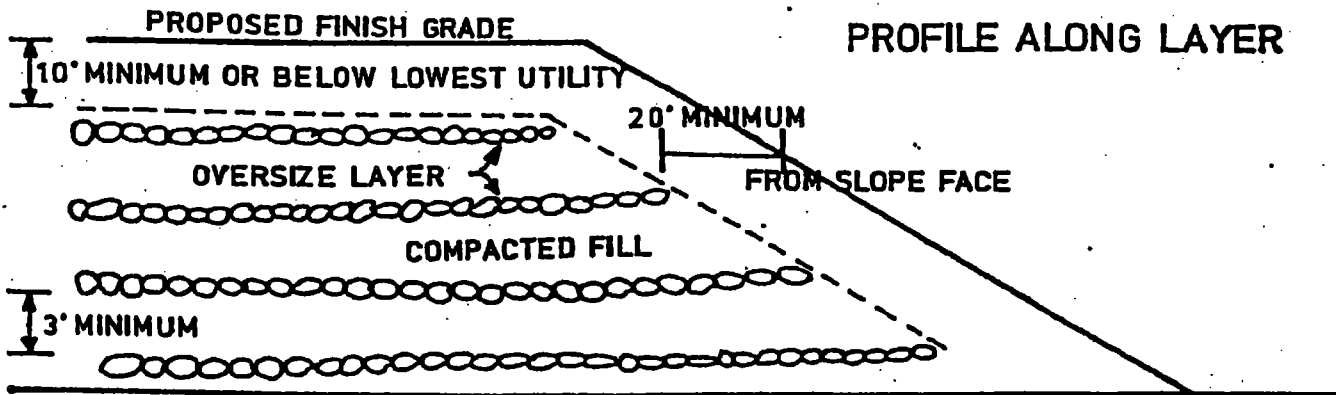 PROPOSED FINISH GRADE
PROFILE ALONG LAYER
10' MINIMUM OR BELOW LOWEST UTILITY
20' MINIMUM
OVERSIZE LAYER
FROM SLOPE FACE
COMPACTED FILL
3' MINIMUM